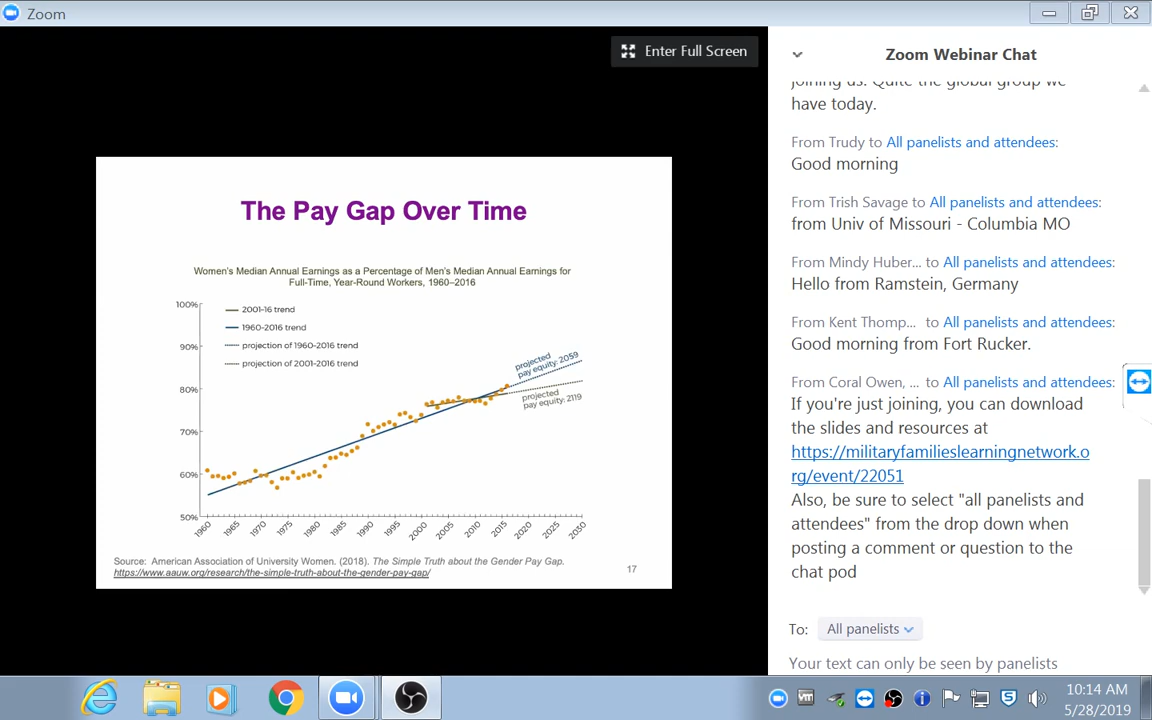 Zoom
Enter Full Screen
The Pay Gap Over Time
Women's Median Annual Earnings as a Percentage of Men's Median Annual Earnings for
Full-Time, Year-Round Workers, 1960–2016
100%
90%
80%
70%
60%
50%
2001-16 trend
1960-2016 trend
projection of 1960-2016 trend
projection of 2001-2016 trend
projected
pay equity: 2059
projected
pay equity: 2119
1960
1965
1970
1975
1980
1985
1990
1995
2000
2005
2010
2015
2020
2025
2030
Source: American Association of University Women. (2018). The Simple Truth about the Gender Pay Gap.
https://www.aauw.org/research/the-simple-truth-about-the-gender-pay-gap/
17
Zoom Webinar Chat
joining us. Quite the global group we
have today.
From Trudy to All panelists and attendees:
Good morning
From Trish Savage to All panelists and attendees:
from Univ of Missouri - Columbia MO
From Mindy Huber... to All panelists and attendees:
Hello from Ramstein, Germany
From Kent Thomp... to All panelists and attendees:
Good morning from Fort Rucker.
From Coral Owen, ... to All panelists and attendees:
If you're just joining, you can download
the slides and resources at
https://militaryfamilieslearningnetwork.o
rg/event/22051
Also, be sure to select "all panelists and
attendees" from the drop down when
posting a comment or question to the
chat pod
To: All panelists
Your text can only be seen by panelists
10:14 AM
5/28/2019